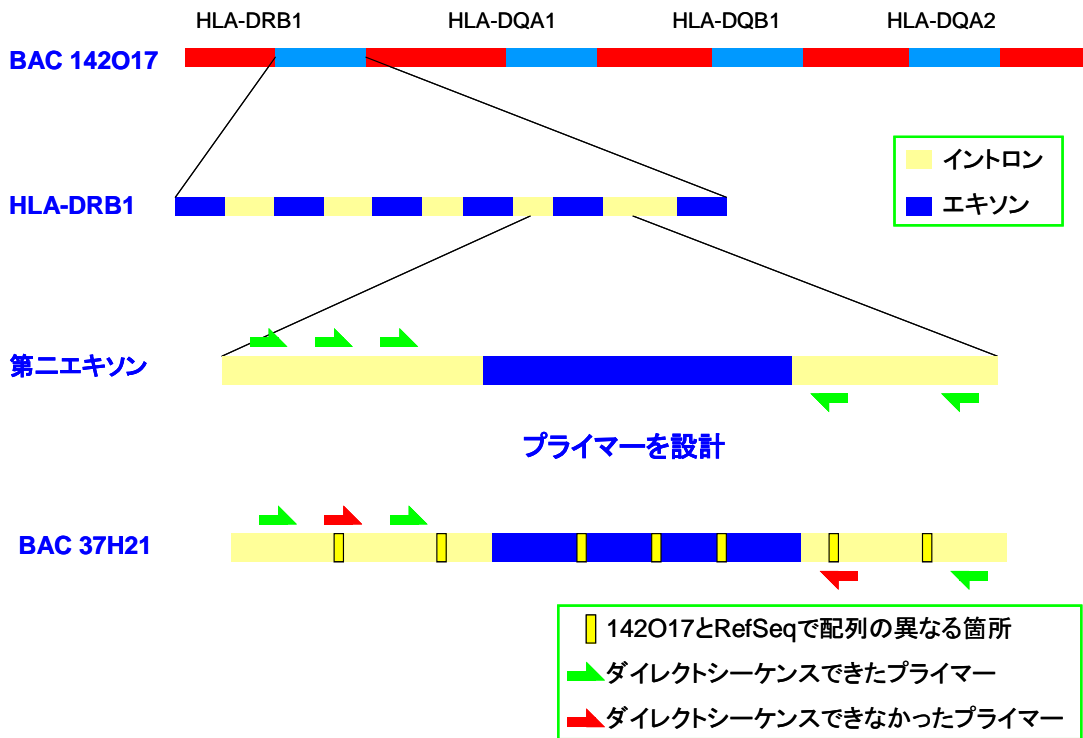 HLA-DRB1 HLA-DQA1 HLA-DQB1 HLA-DQA2
BAC 142O17
イントロン
エキソン
HLA-DRB1
第二エキソン
プライマーを設計
BAC 37H21
142O17とRefSeqで配列の異なる箇所
ダイレクトシーケンスできたプライマー
ダイレクトシーケンスできなかったプライマー